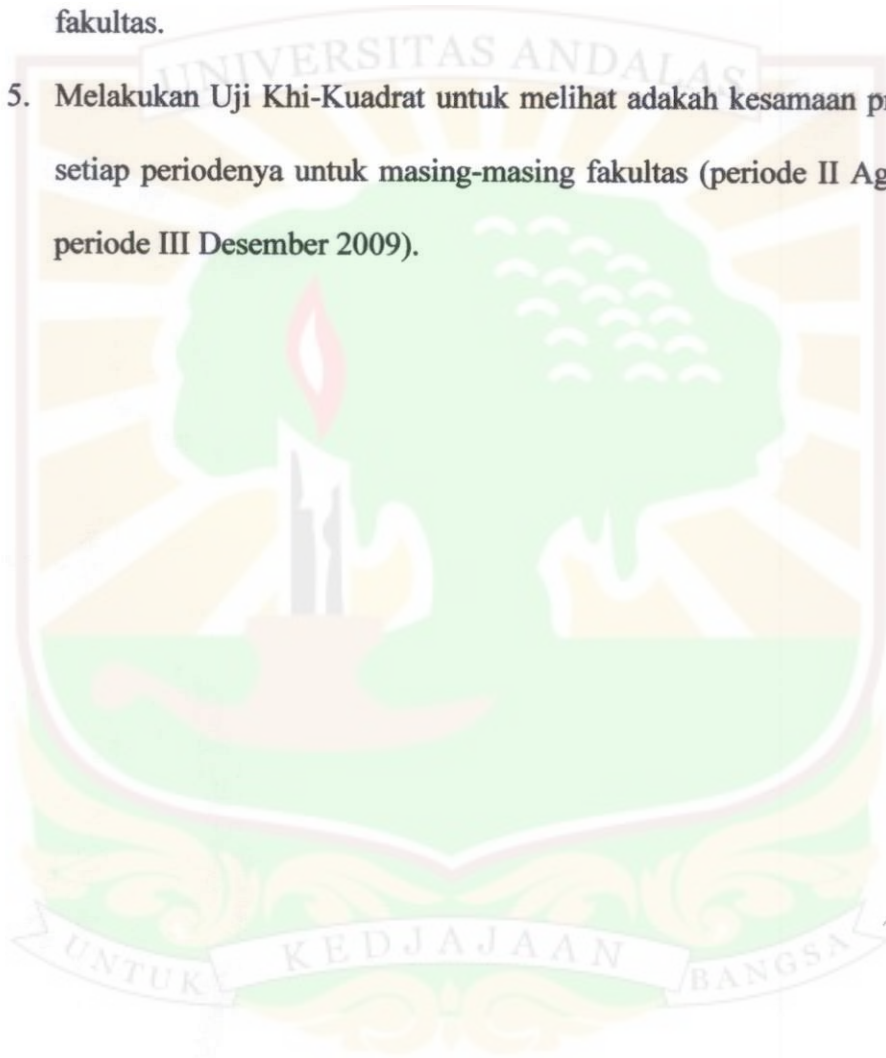 fakultas.
UNIVERSITAS ANDALAS
5. Melakukan Uji Khi-Kuadrat untuk melihat adakah kesamaan
setiap periodenya untuk masing-masing fakultas (periode II
periode III Desember 2009).
UNTUK KEDJAJAAN BANGSA